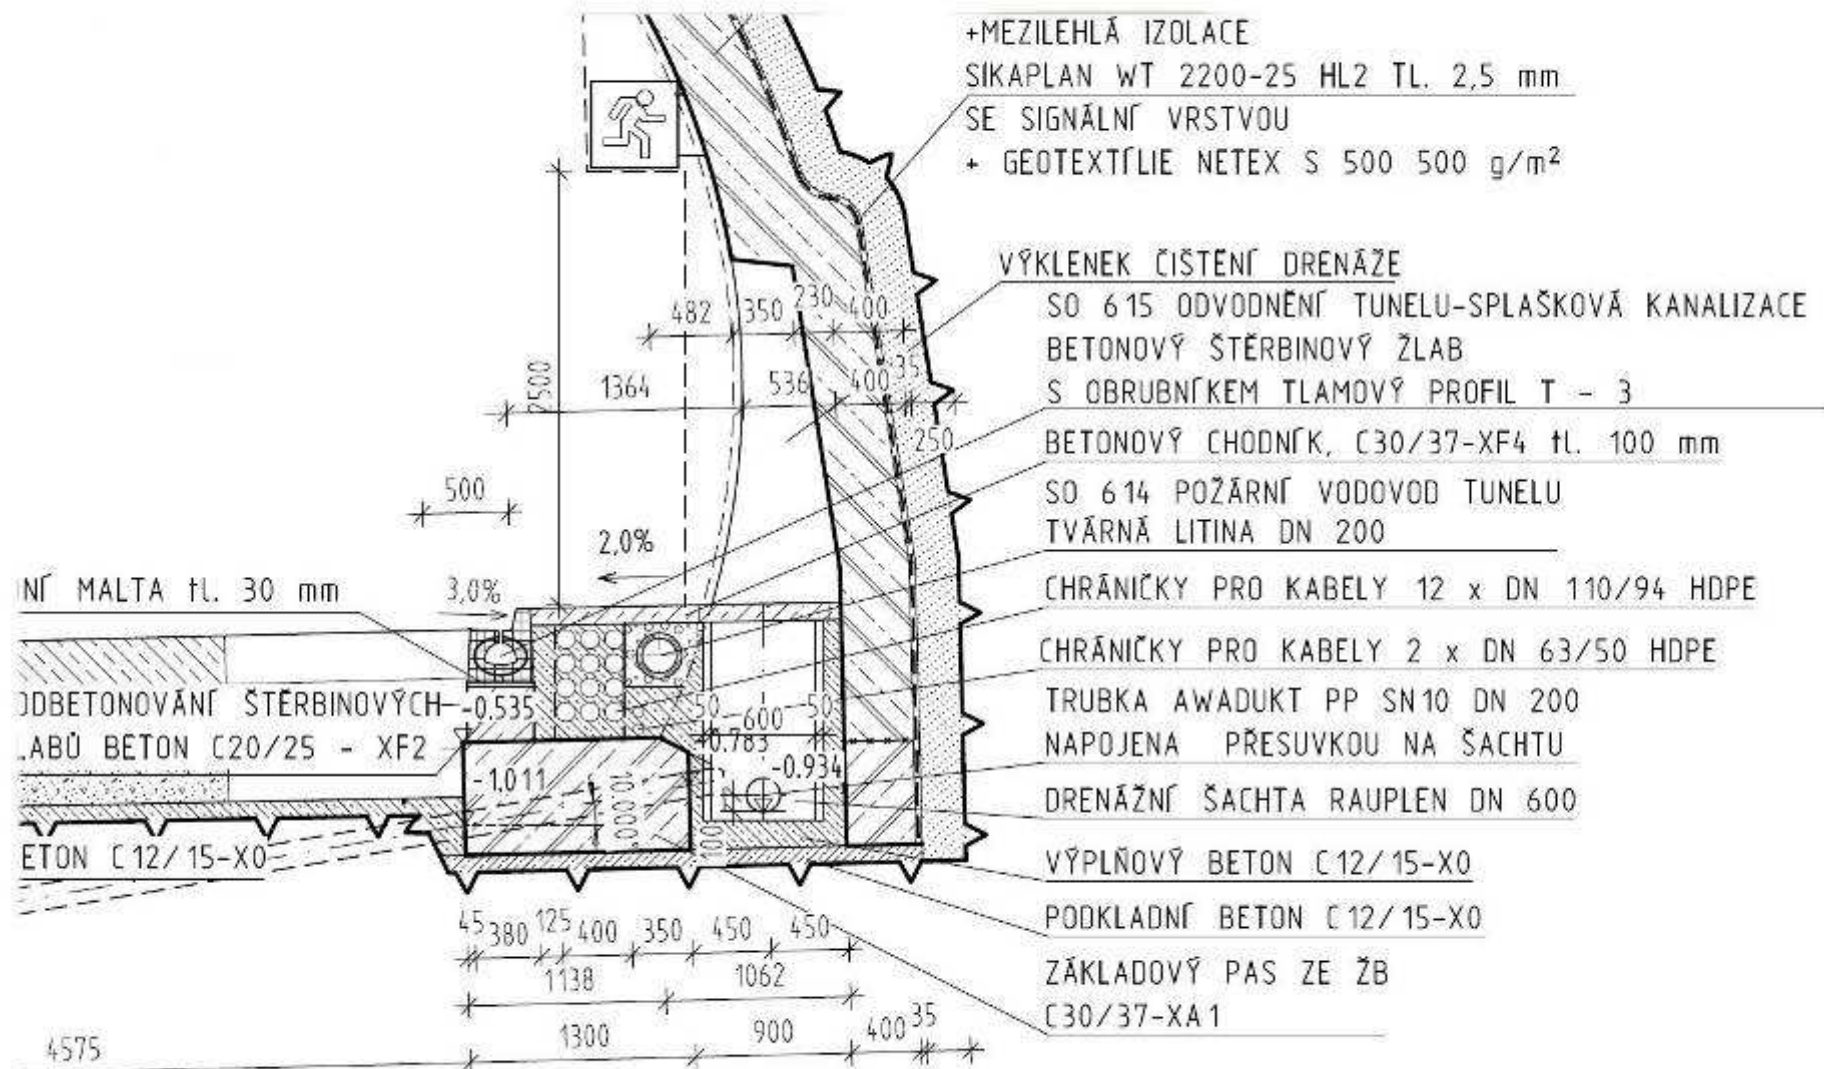 +MEZILEHLÁ IZOLACE
SIKAPLAN WT 2200-25 HL2 TL. 2,5 mm
SE SIGNÁLNÍ VRSTVOU
+ GEOTEXTÍLIE NETEX S 500 500 g/m²
VÝKLENEK ČIŠTĚNÍ DRENÁŽE
SO 615 ODVODNĚNÍ TUNELU-SPLAŠKOVÁ KANALIZACE
BETONOVÝ ŠTĚRBINOVÝ ŽLAB
S OBRUBNÍKEM TLAMOVÝ PROFIL T - 3
BETONOVÝ CHODNÍK, C30/37-XF4 tl. 100 mm
SO 614 POŽÁRNÍ VODOVOD TUNELU
TVÁRNÁ LITINA DN 200
CHRÁNIČKY PRO KABELY 12 x DN 110/94 HDPE
CHRÁNIČKY PRO KABELY 2 x DN 63/50 HDPE
TRUBKA AWADUKT PP SN10 DN 200
NAPOJENA PŘESUVKOU NA ŠACHTU
DRENÁŽNÍ ŠACHTA RAUPLEN DN 600
VÝPLŇOVÝ BETON C12/15-X0
PODKLADNÍ BETON C12/15-X0
ZÁKLADOVÝ PAS ZE ŽB
C30/37-XA1
482 350 230 400
2500
1364 536 400 35
250
500
2,0%
3,0%
NÍ MALTA tl. 30 mm
ODBETONOVÁNÍ ŠTĚRBINOVÝCH
LABŮ BETON C20/25 - XF2
ETON C12/15-X0
-0.535
50 600 50
-0.783
-0.934
-1.011
100
45 380 125 400 350 450 450
1138 1062
4575 1300 900 400 35